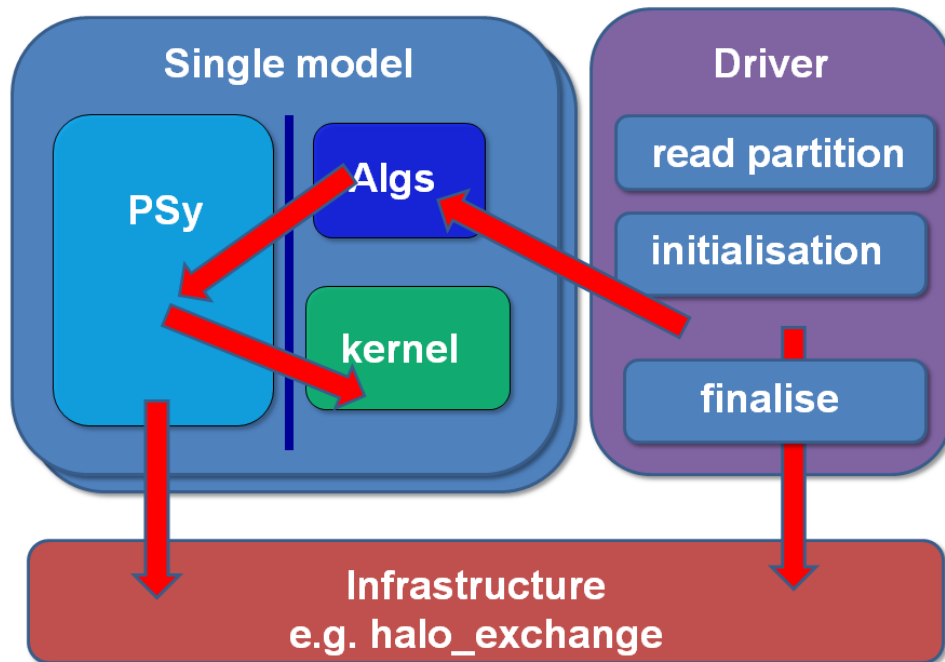 Single model
PSy
Algs
kernel
Driver
read partition
initialisation
finalise
Infrastructure
e.g. halo_exchange